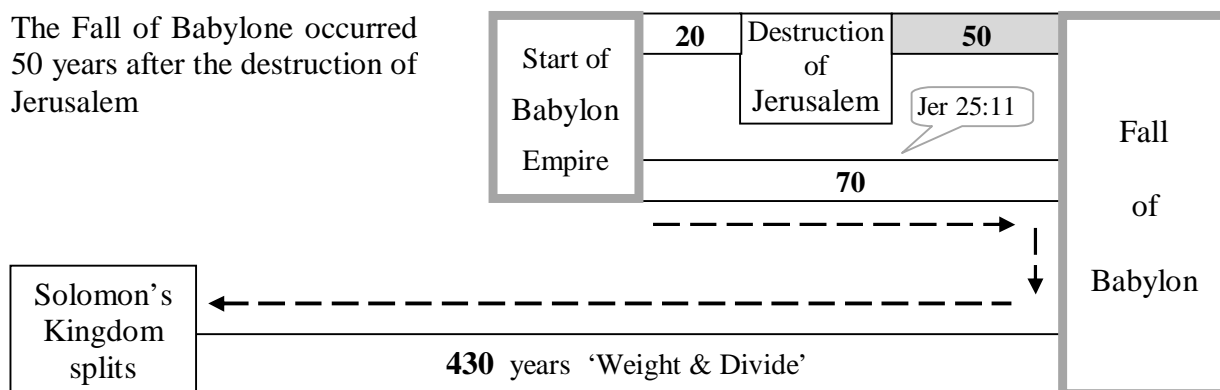 The Fall of Babylone occurred
50 years after the destruction of
Jerusalem
Start of
Babylon
Empire
20
Destruction
of
Jerusalem
50
Jer 25:11
70
Fall
of
Babylon
Solomon's
Kingdom
splits
430 years 'Weight & Divide'